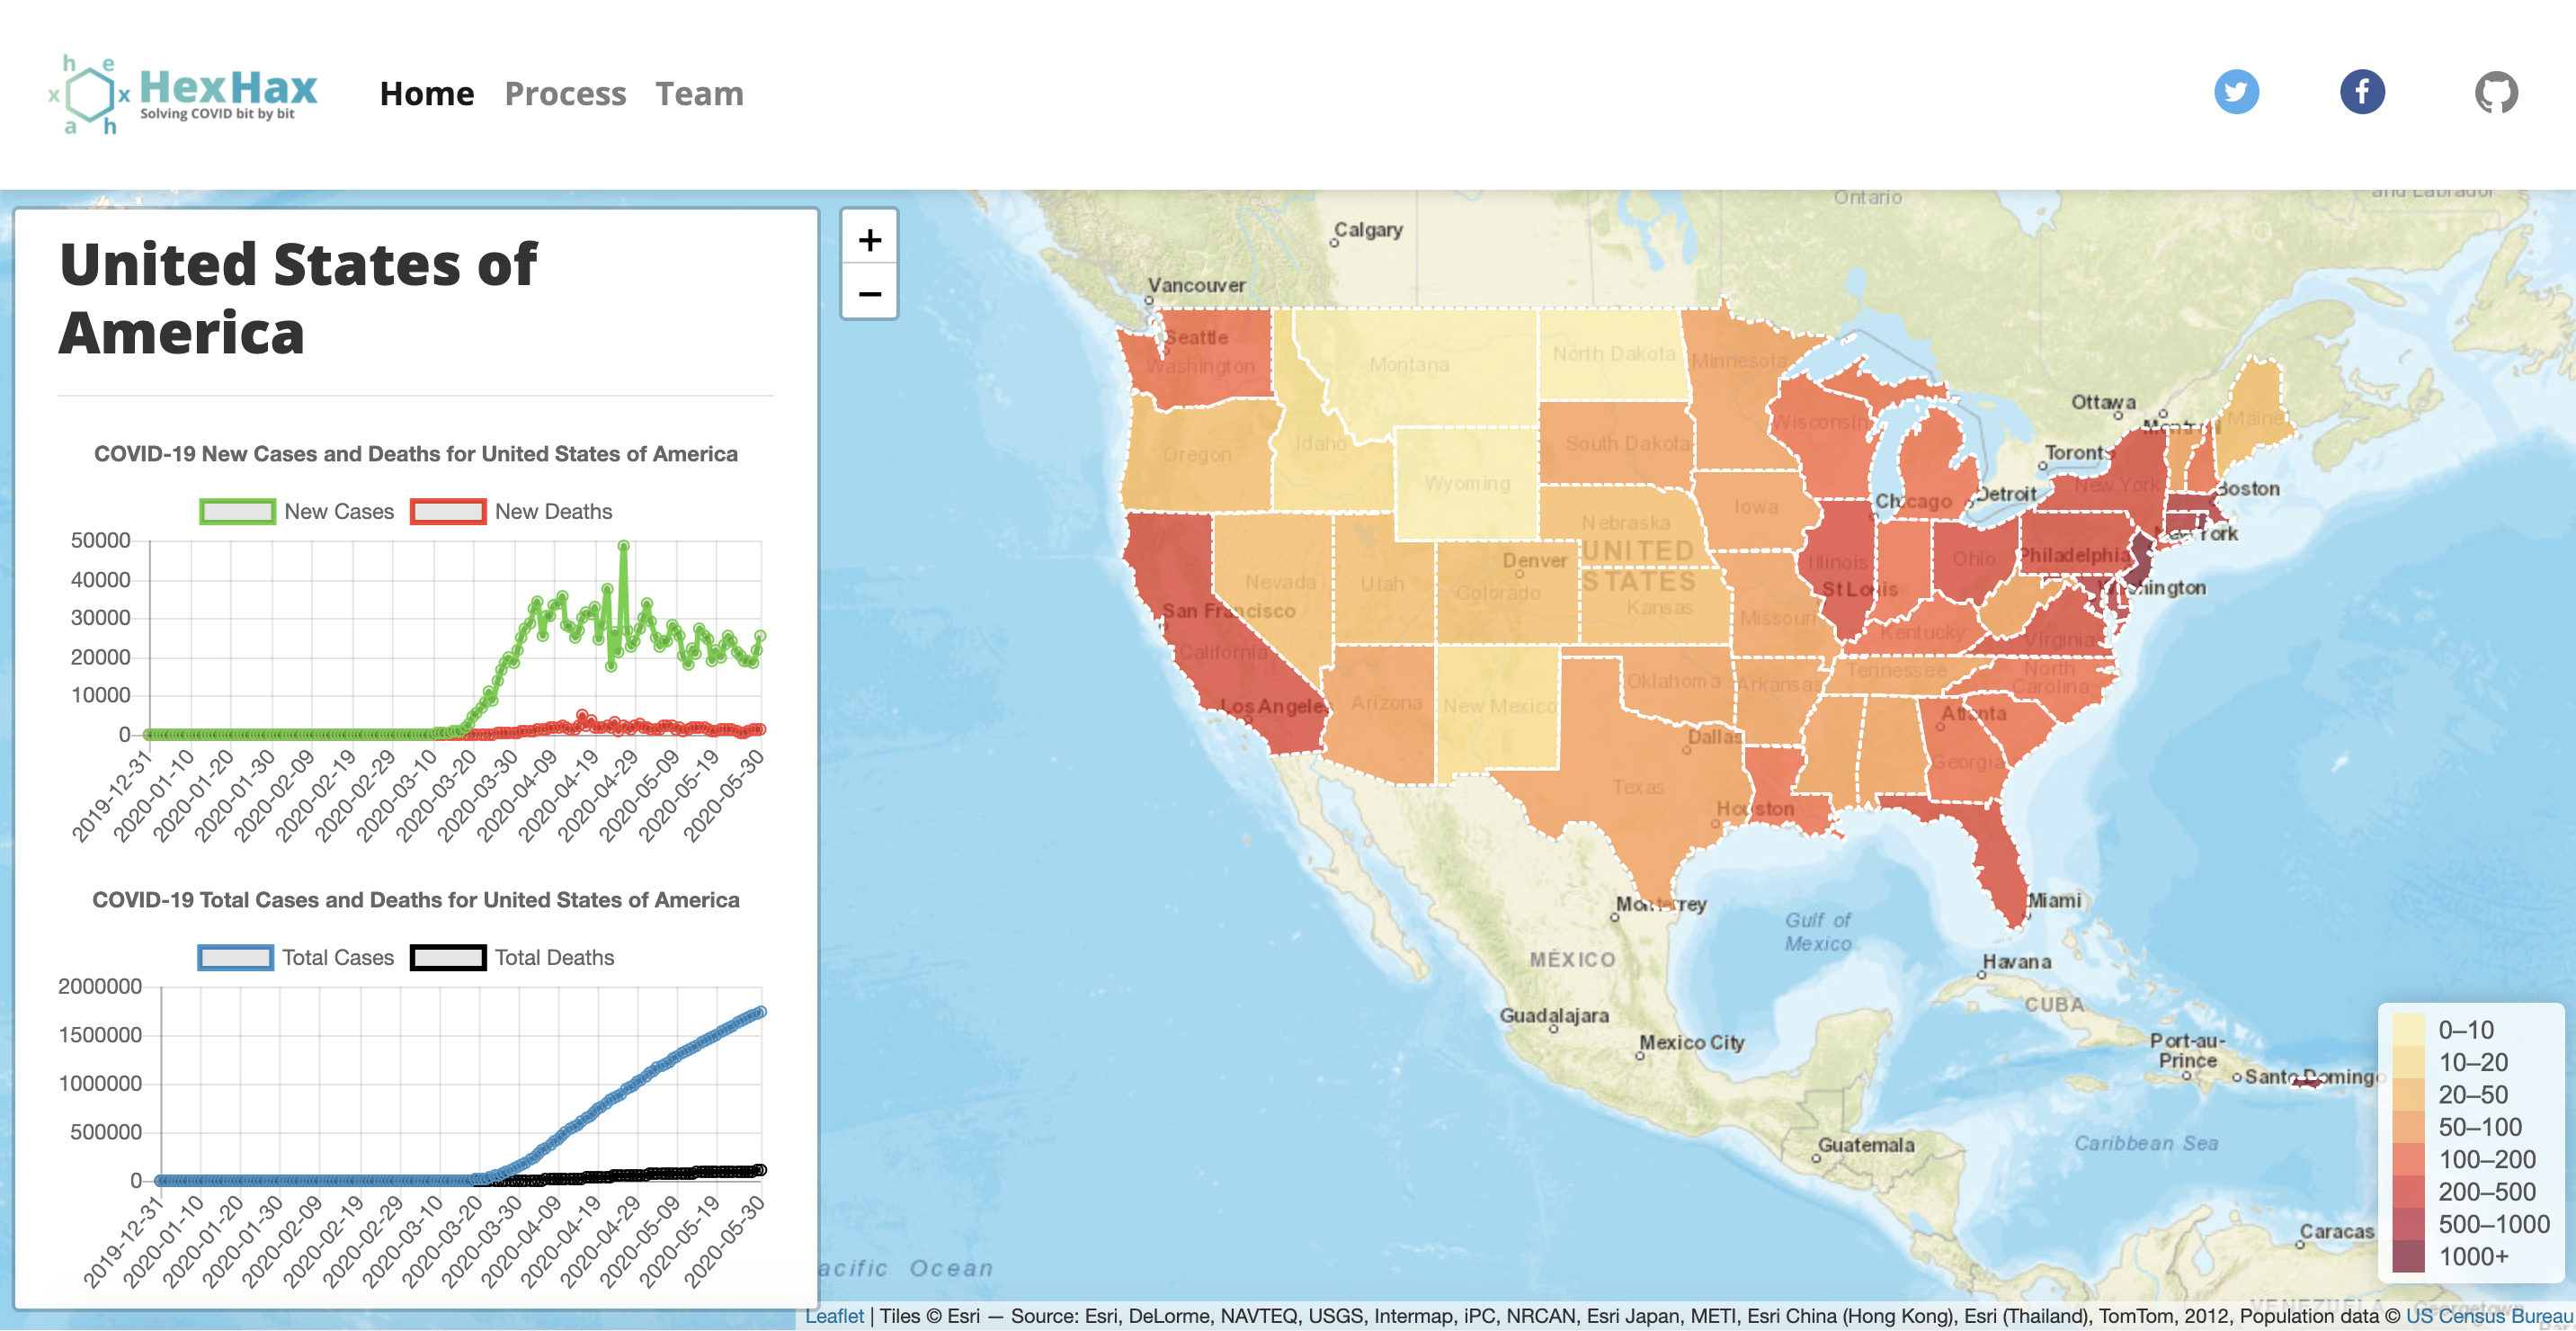 h e
x x
a h
HexHax
Solving COVID bit by bit
Home Process Team
United States of
America
COVID-19 New Cases and Deaths for United States of America
New Cases New Deaths
50000
40000
30000
20000
10000
0
2019-12-31
2020-01-10
2020-01-20
2020-01-30
2020-02-09
2020-02-19
2020-02-29
2020-03-10
2020-03-20
2020-03-30
2020-04-09
2020-04-19
2020-04-29
2020-05-09
2020-05-19
2020-05-30
COVID-19 Total Cases and Deaths for United States of America
Total Cases Total Deaths
2000000
1500000
1000000
500000
0
2019-12-31
2020-01-10
2020-01-20
2020-01-30
2020-02-09
2020-02-19
2020-02-29
2020-03-10
2020-03-20
2020-03-30
2020-04-09
2020-04-19
2020-04-29
2020-05-09
2020-05-19
2020-05-30
+
−
Ontario
and Labrador
Calgary
Vancouver
Seattle
Washington
Montana
North Dakota
Minnesota
Ottawa
Maine
Oregon
Idaho
South Dakota
Wisconsin
Toronto
Wyoming
New York
Boston
Iowa
Chicago
Detroit
Nebraska
UNITED
STATES
Denver
Nevada
Utah
Colorado
Kansas
Illinois
Ohio
Philadelphia
St Louis
San Francisco
Missouri
California
Kentucky
Virginia
Tennessee
North
Carolina
Oklahoma
Arkansas
Los Angele
Arizona
New Mexico
Atlanta
Dallas
Georgia
Texas
Houston
Monterrey
Miami
Gulf of
Mexico
MÉXICO
Havana
CUBA
Guadalajara
Mexico City
Port-au-
Prince
Santo Domingo
Guatemala
Caribbean Sea
Caracas
acific Ocean
VENEZUELA
Georgetown
0–10
10–20
20–50
50–100
100–200
200–500
500–1000
1000+
Leaflet | Tiles © Esri — Source: Esri, DeLorme, NAVTEQ, USGS, Intermap, iPC, NRCAN, Esri Japan, METI, Esri China (Hong Kong), Esri (Thailand), TomTom, 2012, Population data © US Census Bureau